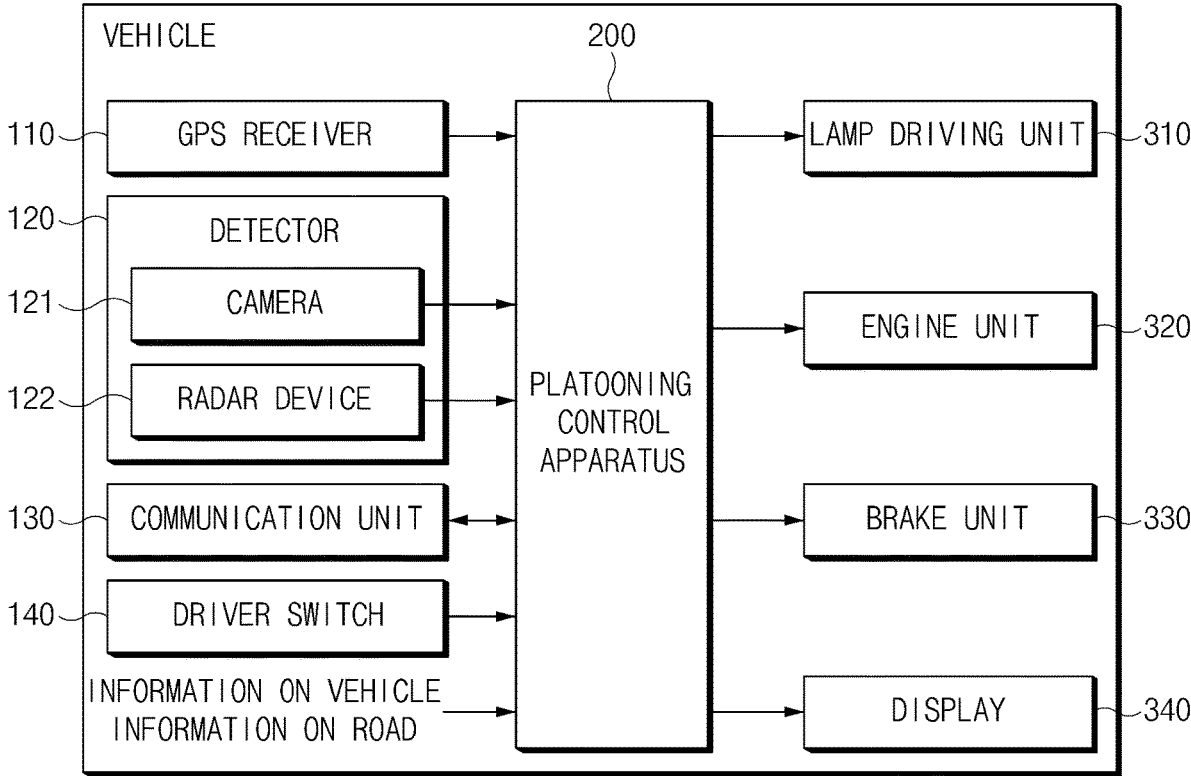 VEHICLE
200
110
GPS RECEIVER
120
DETECTOR
121
CAMERA
122
RADAR DEVICE
130
COMMUNICATION UNIT
140
DRIVER SWITCH
INFORMATION ON VEHICLE
INFORMATION ON ROAD
PLATOONING
CONTROL
APPARATUS
LAMP DRIVING UNIT
310
ENGINE UNIT
320
BRAKE UNIT
330
DISPLAY
340